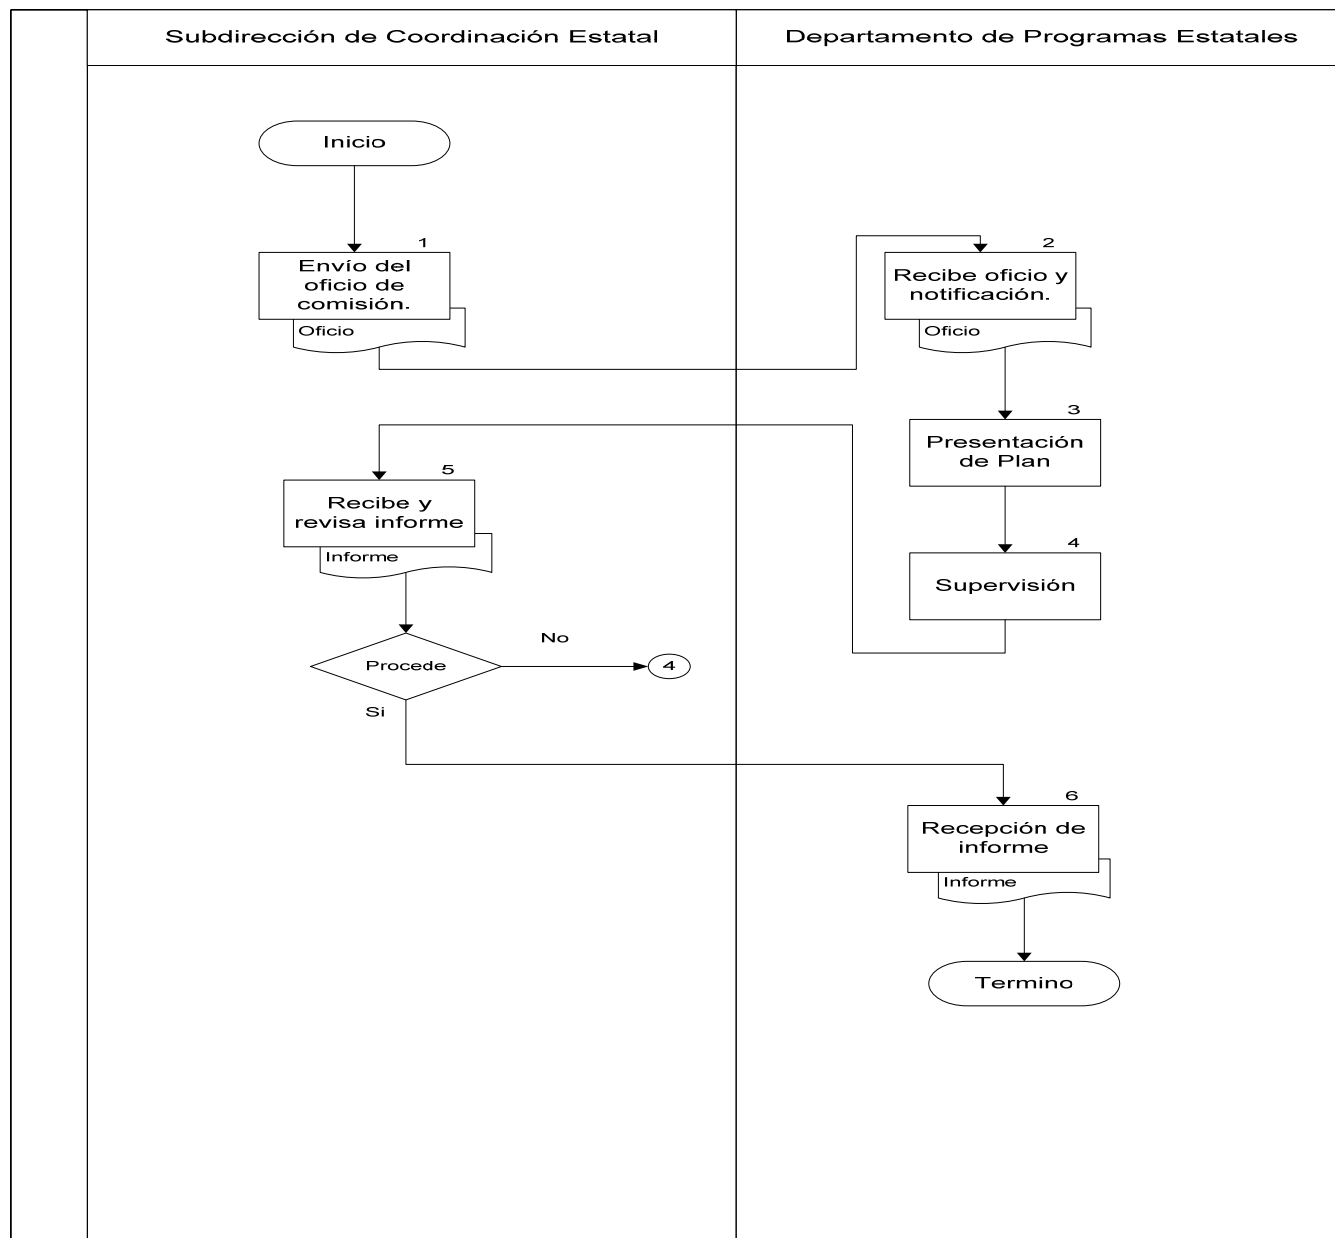 Subdirección de Coordinación Estatal
Departamento de Programas Estatales
Inicio
1
Envío del
oficio de
comisión.
Oficio
2
Recibe oficio y
notificación.
Oficio
3
Presentación
de Plan
4
Supervisión
5
Recibe y
revisa informe
Informe
Procede
No
4
Si
6
Recepción de
informe
Informe
Termino